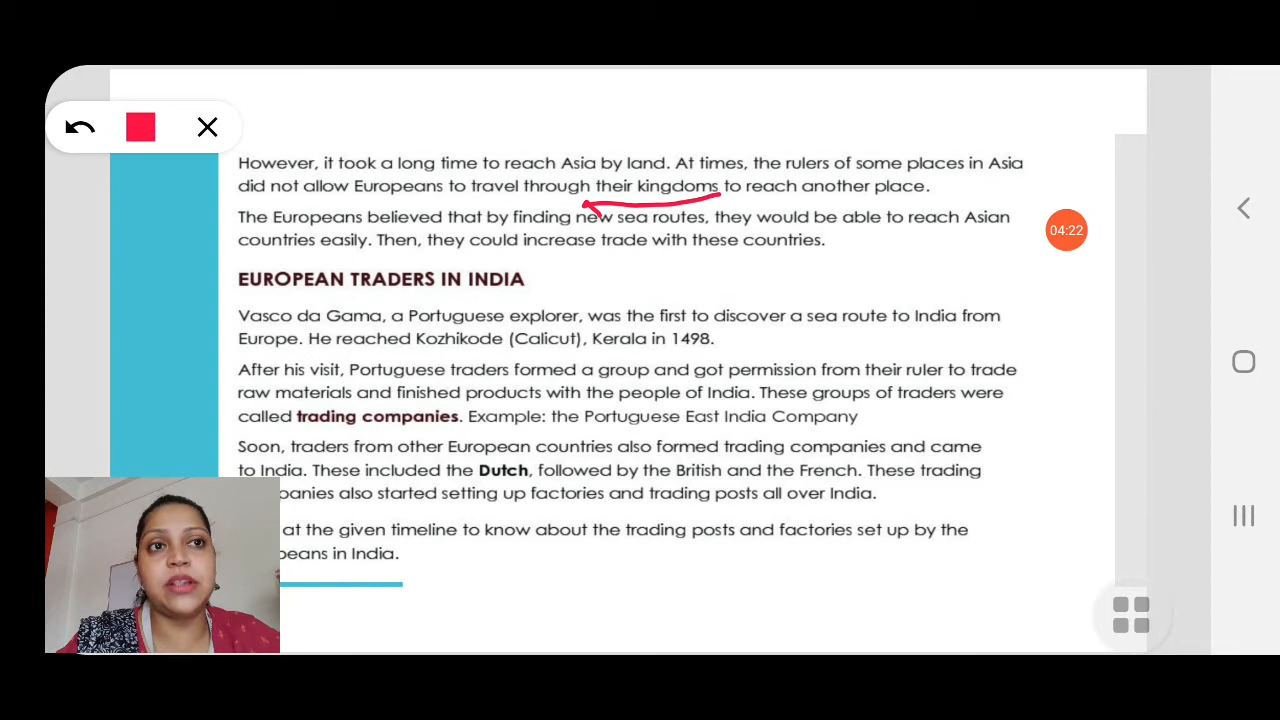 However, it took a long time to reach Asia by land. At times, the rulers of some places in Asia
did not allow Europeans to travel through their kingdoms to reach another place.
The Europeans believed that by finding new sea routes, they would be able to reach Asian
countries easily. Then, they could increase trade with these countries.
04:22
EUROPEAN TRADERS IN INDIA
Vasco da Gama, a Portuguese explorer, was the first to discover a sea route to India from
Europe. He reached Kozhikode (Calicut), Kerala in 1498.
After his visit, Portuguese traders formed a group and got permission from their ruler to trade
raw materials and finished products with the people of India. These groups of traders were
called trading companies. Example: the Portuguese East India Company
Soon, traders from other European countries also formed trading companies and came
to India. These included the Dutch, followed by the British and the French. These trading
panies also started setting up factories and trading posts all over India.
at the given timeline to know about the trading posts and factories set up by the
peans in India.